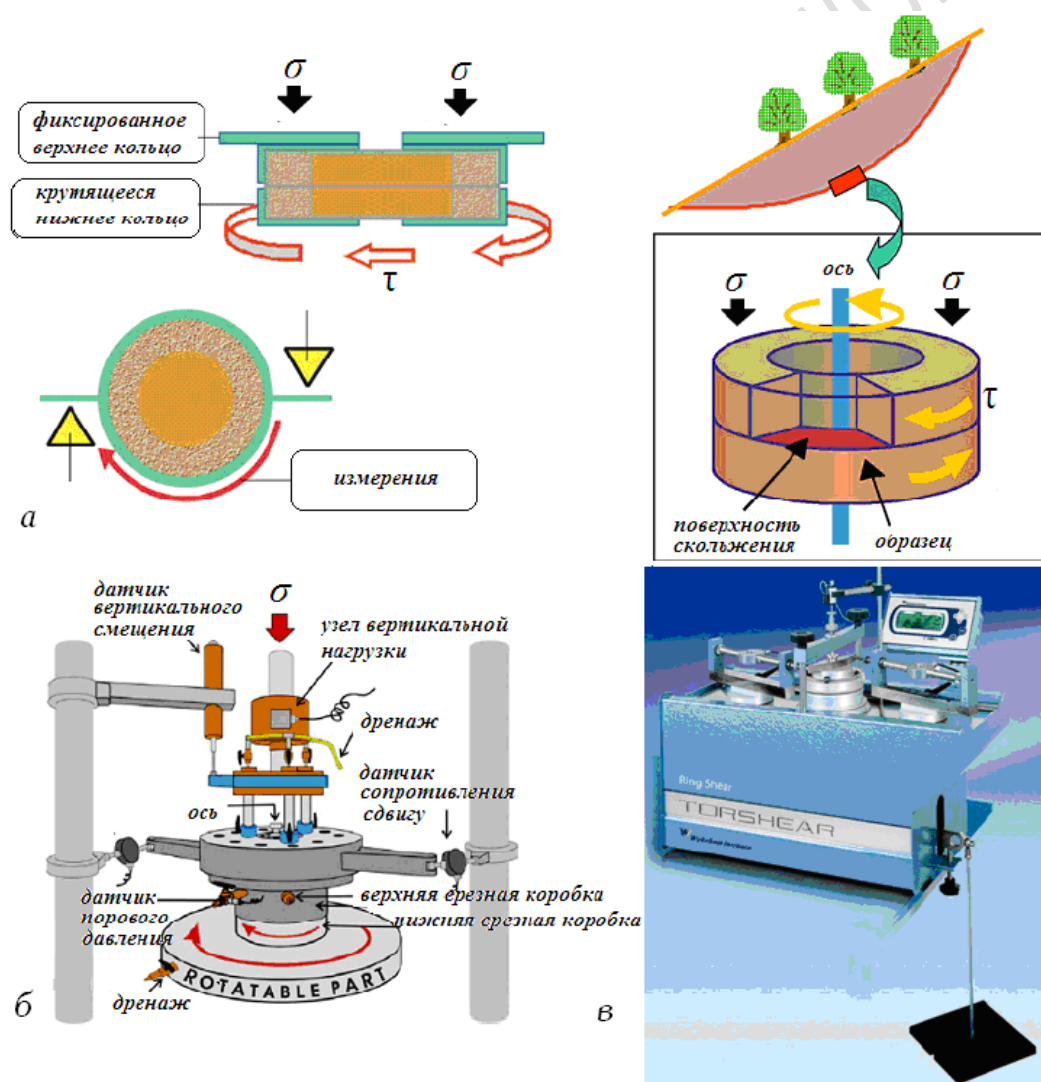 σ
σ
фиксированное
верхнее кольцо
крутящееся
нижнее кольцо
τ
измерения
а
σ
ось
σ
τ
поверхность
скольжения
образец
датчик
вертикального
смещения
σ
узел вертикальной
нагрузки
дренаж
датчик
сопротивления
сдвигу
ось
датчик
порового
давления
верхняя срезная коробка
нижняя срезная коробка
ROTATABLE PART
дренаж
б
Ring Shear
TORSHEAR
в